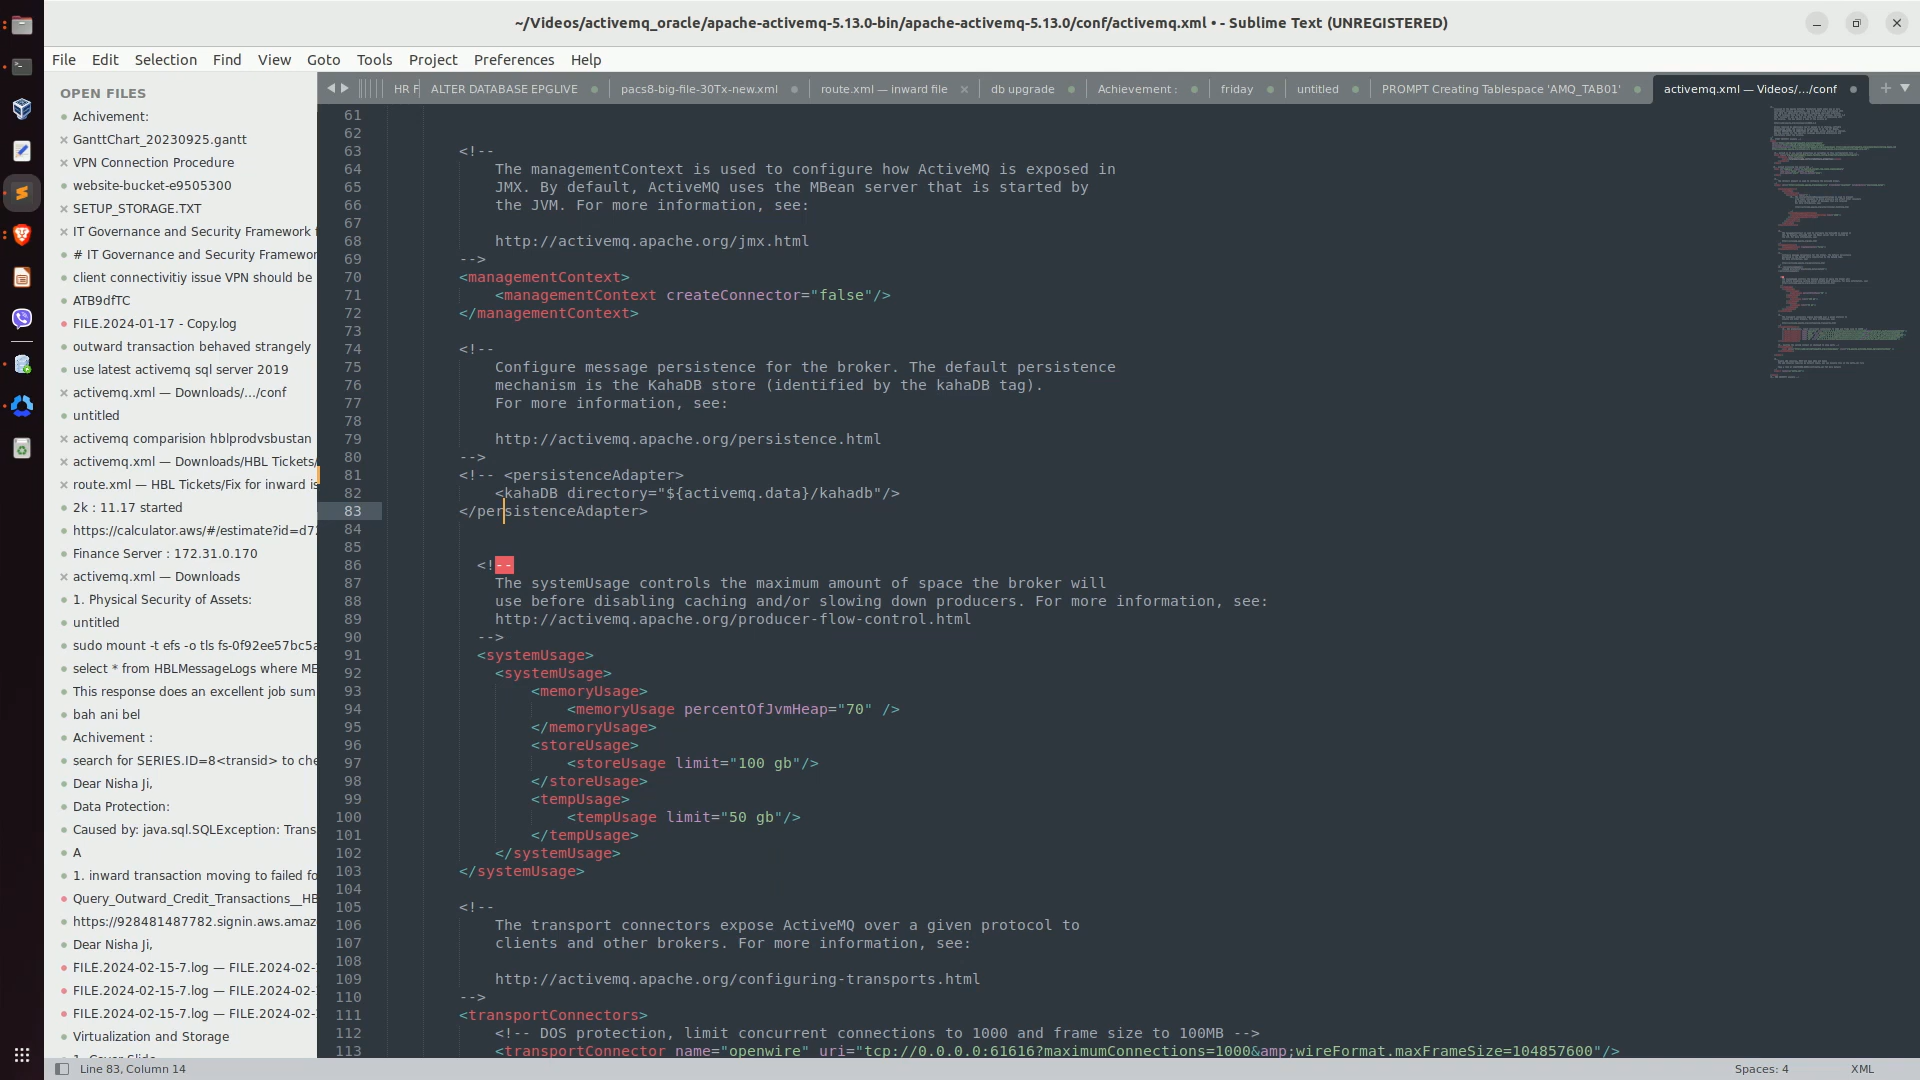 ~/Videos/activemq_oracle/apache-activemq-5.13.0-bin/apache-activemq-5.13.0/conf/activemq.xml • - Sublime Text (UNREGISTERED)
File Edit Selection Find View Goto Tools Project Preferences Help
HR F ALTER DATABASE EPGLIVE pacs8-big-file-30Tx-new.xml route.xml — inward file db upgrade Achievement : friday untitled PROMPT Creating Tablespace 'AMQ_TAB01' activemq.xml — Videos/.../conf
OPEN FILES
Achivement:
GanttChart_20230925.gantt
VPN Connection Procedure
website-bucket-e9505300
SETUP_STORAGE.TXT
IT Governance and Security Framework
# IT Governance and Security Framewor
client connectivitiy issue VPN should be
ATB9dfTC
FILE.2024-01-17 - Copy.log
outward transaction behaved strangely
use latest activemq sql server 2019
activemq.xml — Downloads/.../conf
untitled
activemq comparision hblprodvsbustan
activemq.xml — Downloads/HBL Tickets/
route.xml — HBL Tickets/Fix for inward is
2k : 11.17 started
https://calculator.aws/#/estimate?id=d7
Finance Server : 172.31.0.170
activemq.xml — Downloads
1. Physical Security of Assets:
untitled
sudo mount -t efs -o tls fs-0f92ee57bc5a
select * from HBLMessageLogs where ME
This response does an excellent job sum
bah ani bel
Achivement :
search for SERIES.ID=8<transid> to che
Dear Nisha Ji,
Data Protection:
Caused by: java.sql.SQLException: Trans
A
1. inward transaction moving to failed fo
Query_Outward_Credit_Transactions__HB
https://928481487782.signin.aws.amaz
Dear Nisha Ji,
FILE.2024-02-15-7.log — FILE.2024-02-
FILE.2024-02-15-7.log — FILE.2024-02-
FILE.2024-02-15-7.log — FILE.2024-02-
Virtualization and Storage
1. Cover Slide
61
62
63 <!--
64 The managementContext is used to configure how ActiveMQ is exposed in
65 JMX. By default, ActiveMQ uses the MBean server that is started by
66 the JVM. For more information, see:
67
68 http://activemq.apache.org/jmx.html
69 -->
70 <managementContext>
71 <managementContext createConnector="false"/>
72 </managementContext>
73
74 <!--
75 Configure message persistence for the broker. The default persistence
76 mechanism is the KahaDB store (identified by the kahaDB tag).
77 For more information, see:
78
79 http://activemq.apache.org/persistence.html
80 -->
81 <!-- <persistenceAdapter>
82 <kahaDB directory="${activemq.data}/kahadb"/>
83 </persistenceAdapter>
84
85
86 <!--
87 The systemUsage controls the maximum amount of space the broker will
88 use before disabling caching and/or slowing down producers. For more information, see:
89 http://activemq.apache.org/producer-flow-control.html
90 -->
91 <systemUsage>
92 <systemUsage>
93 <memoryUsage>
94 <memoryUsage percentOfJvmHeap="70" />
95 </memoryUsage>
96 <storeUsage>
97 <storeUsage limit="100 gb"/>
98 </storeUsage>
99 <tempUsage>
100 <tempUsage limit="50 gb"/>
101 </tempUsage>
102 </systemUsage>
103 </systemUsage>
104
105 <!--
106 The transport connectors expose ActiveMQ over a given protocol to
107 clients and other brokers. For more information, see:
108
109 http://activemq.apache.org/configuring-transports.html
110 -->
111 <transportConnectors>
112 <!-- DOS protection, limit concurrent connections to 1000 and frame size to 100MB -->
113 <transportConnector name="openwire" uri="tcp://0.0.0.0:61616?maximumConnections=1000&amp;wireFormat.maxFrameSize=104857600"/>
Line 83, Column 14 Spaces: 4 XML